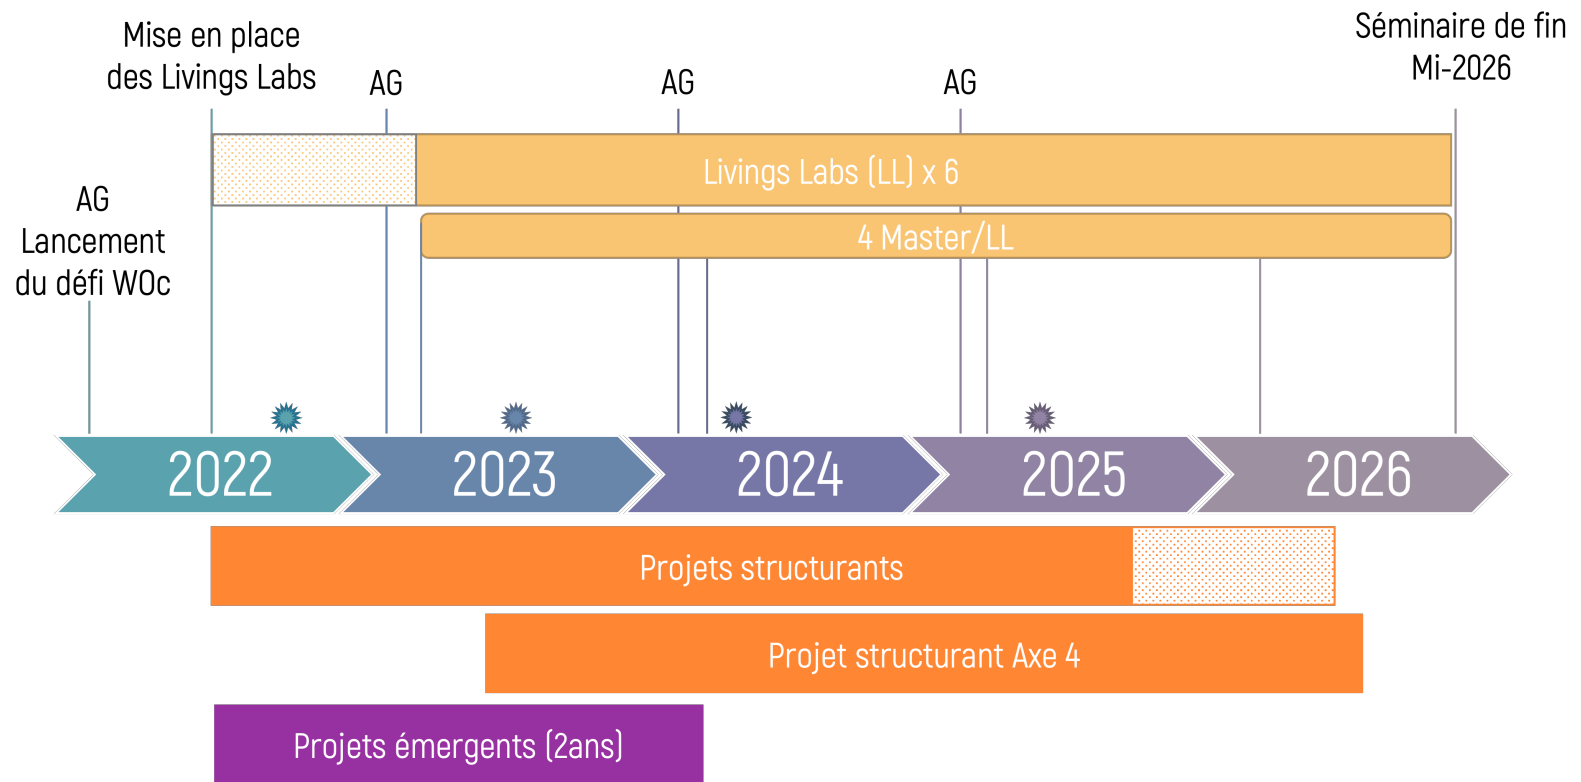 Mise en place
des Livings Labs
AG
AG
AG
Séminaire de fin
Mi-2026
AG
Lancement
du défi WOc
Livings Labs (LL) x 6
4 Master/LL
2022
2023
2024
2025
2026
Projets structurants
Projet structurant Axe 4
Projets émergents (2ans)